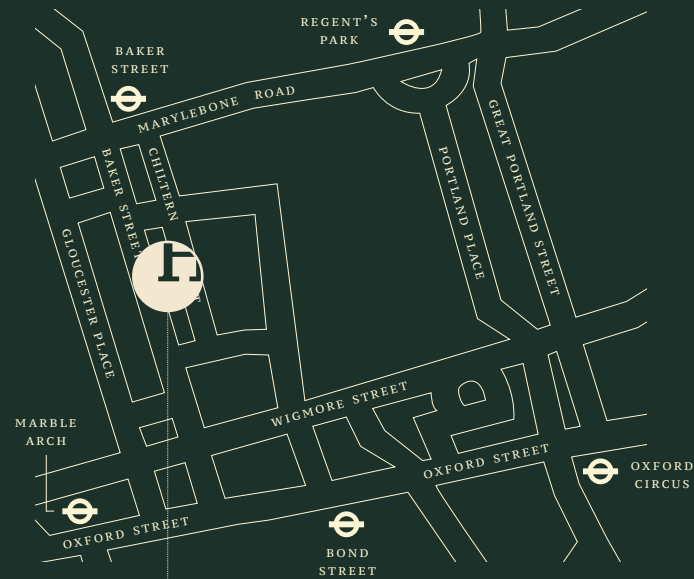 REGENT'S
PARK
BAKER
STREET
MARYLEBONE ROAD
BAKER STREET
CHILTERN
GREAT PORTLAND STREET
PORTLAND PLACE
GLOUCESTER PLACE
H
WIGMORE STREET
MARBLE
ARCH
OXFORD STREET
OXFORD
CIRCUS
OXFORD STREET
BOND
STREET